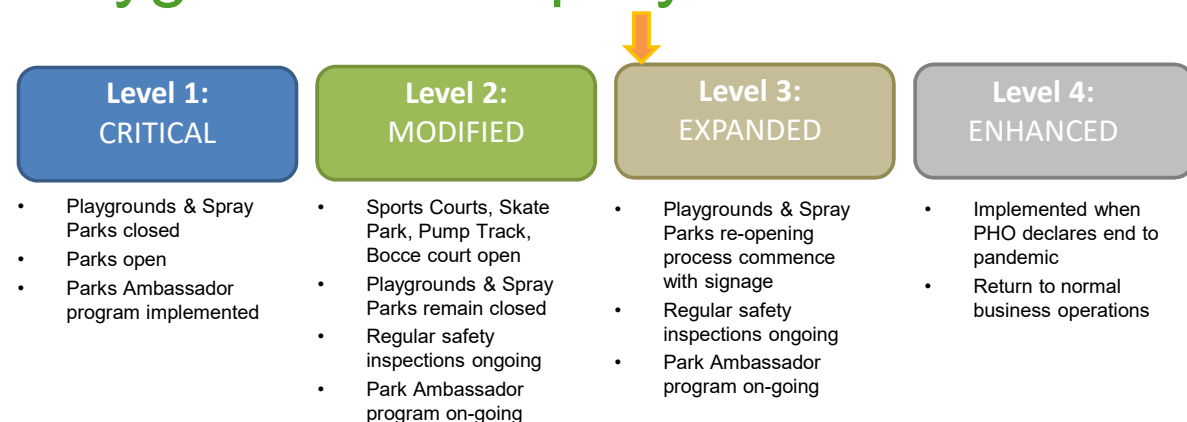 Level 1:
CRITICAL
• Playgrounds & Spray
Parks closed
• Parks open
• Parks Ambassador
program implemented
Level 2:
MODIFIED
• Sports Courts, Skate
Park, Pump Track,
Bocce court open
• Playgrounds & Spray
Parks remain closed
• Regular safety
inspections ongoing
• Park Ambassador
program on-going
Level 3:
EXPANDED
• Playgrounds & Spray
Parks re-opening
process commence
with signage
• Regular safety
inspections ongoing
• Park Ambassador
program on-going
Level 4:
ENHANCED
• Implemented when
PHO declares end to
pandemic
• Return to normal
business operations